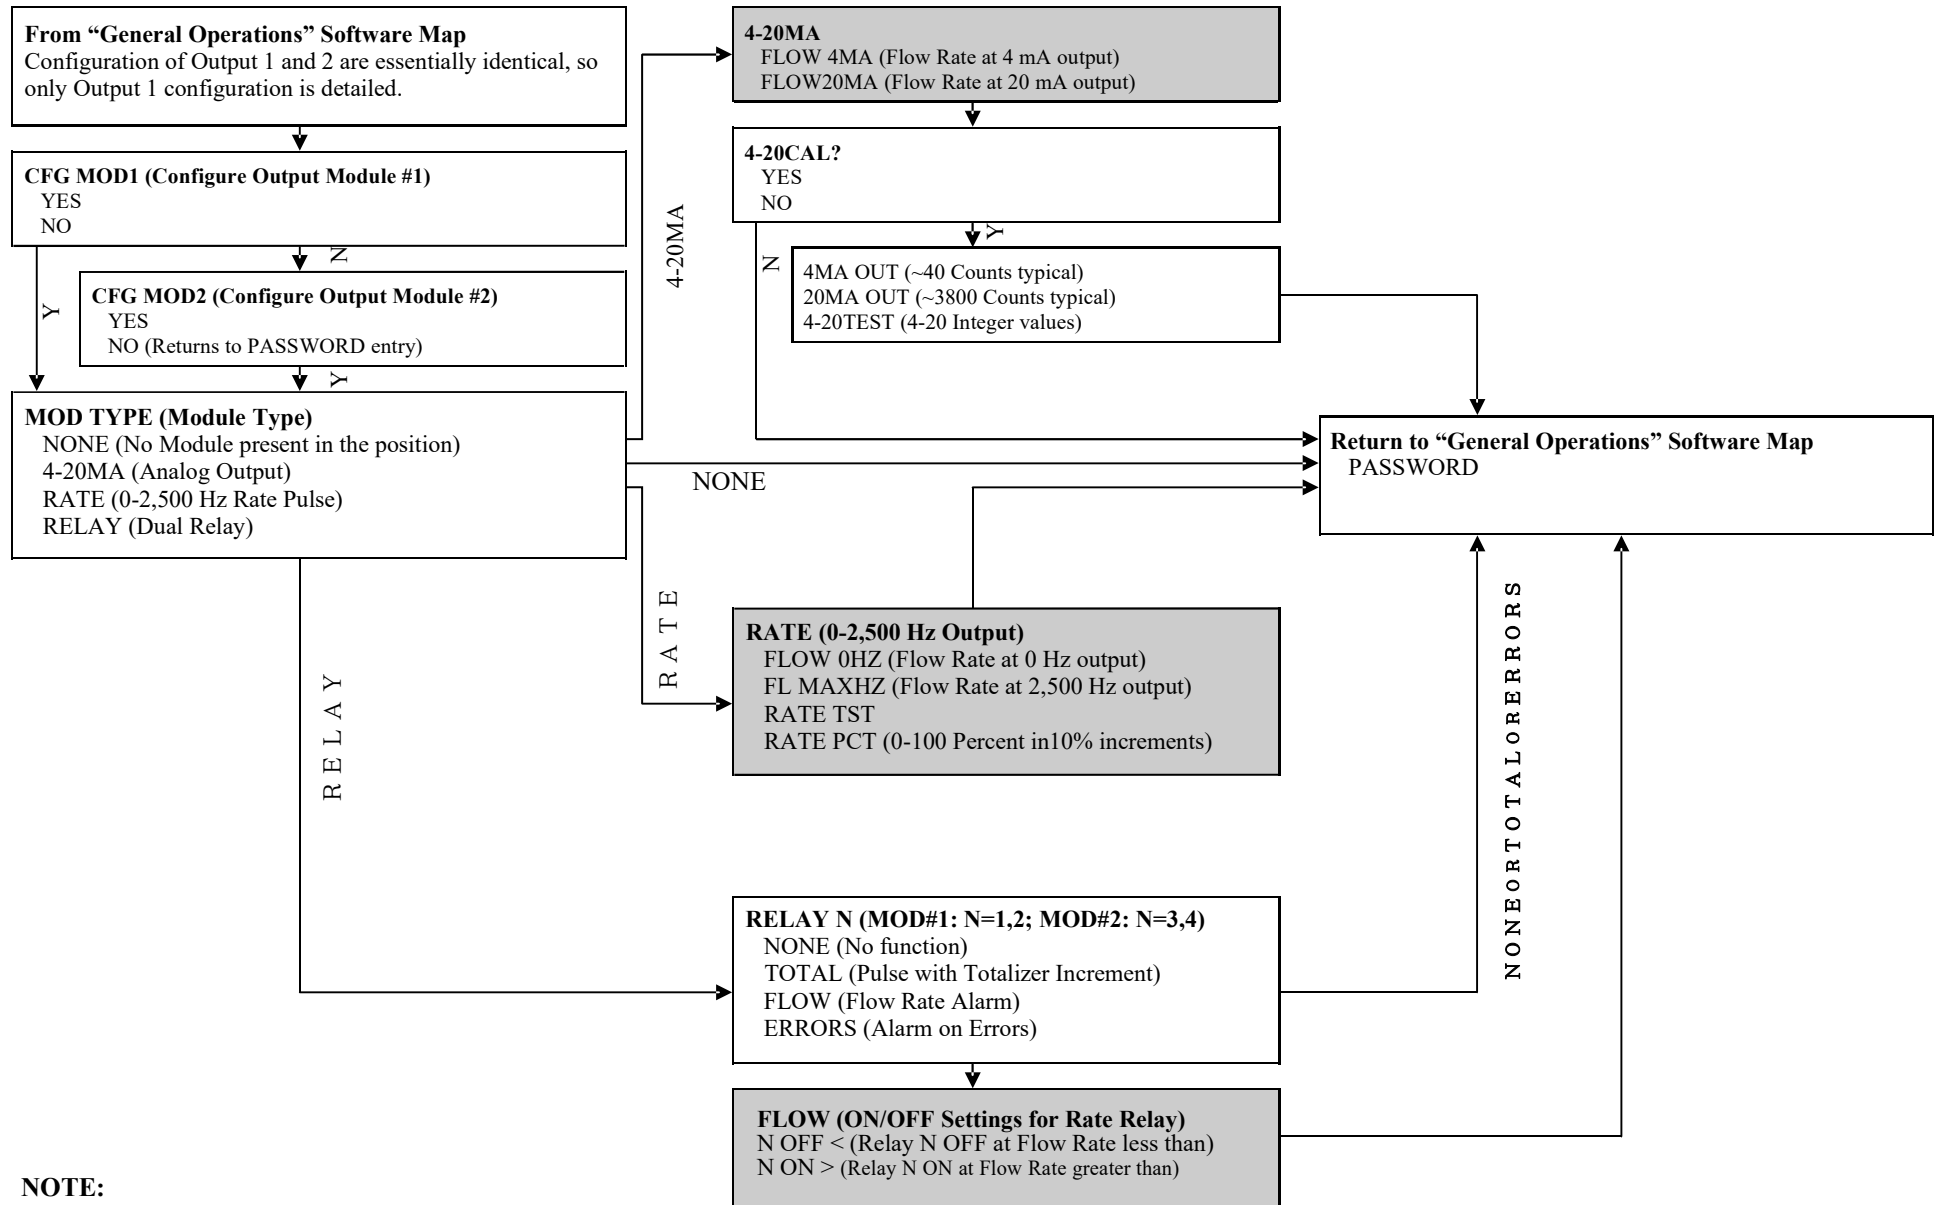 From “General Operations” Software Map
Configuration of Output 1 and 2 are essentially identical, so
only Output 1 configuration is detailed.
CFG MOD1 (Configure Output Module #1)
YES
NO
N
Y
CFG MOD2 (Configure Output Module #2)
YES
NO (Returns to PASSWORD entry)
Y
MOD TYPE (Module Type)
NONE (No Module present in the position)
4-20MA (Analog Output)
RATE (0-2,500 Hz Rate Pulse)
RELAY (Dual Relay)
4-20MA
4-20MA
FLOW 4MA (Flow Rate at 4 mA output)
FLOW20MA (Flow Rate at 20 mA output)
4-20CAL?
YES
NO
Y
N
4MA OUT (~40 Counts typical)
20MA OUT (~3800 Counts typical)
4-20TEST (4-20 Integer values)
NONE
Return to “General Operations” Software Map
PASSWORD
RATE
RATE (0-2,500 Hz Output)
FLOW 0HZ (Flow Rate at 0 Hz output)
FL MAXHZ (Flow Rate at 2,500 Hz output)
RATE TST
RATE PCT (0-100 Percent in10% increments)
RELAY
RELAY N (MOD#1: N=1,2; MOD#2: N=3,4)
NONE (No function)
TOTAL (Pulse with Totalizer Increment)
FLOW (Flow Rate Alarm)
ERRORS (Alarm on Errors)
NONEORTOTALORERRORS
FLOW (ON/OFF Settings for Rate Relay)
N OFF < (Relay N OFF at Flow Rate less than)
N ON > (Relay N ON at Flow Rate greater than)
NOTE: